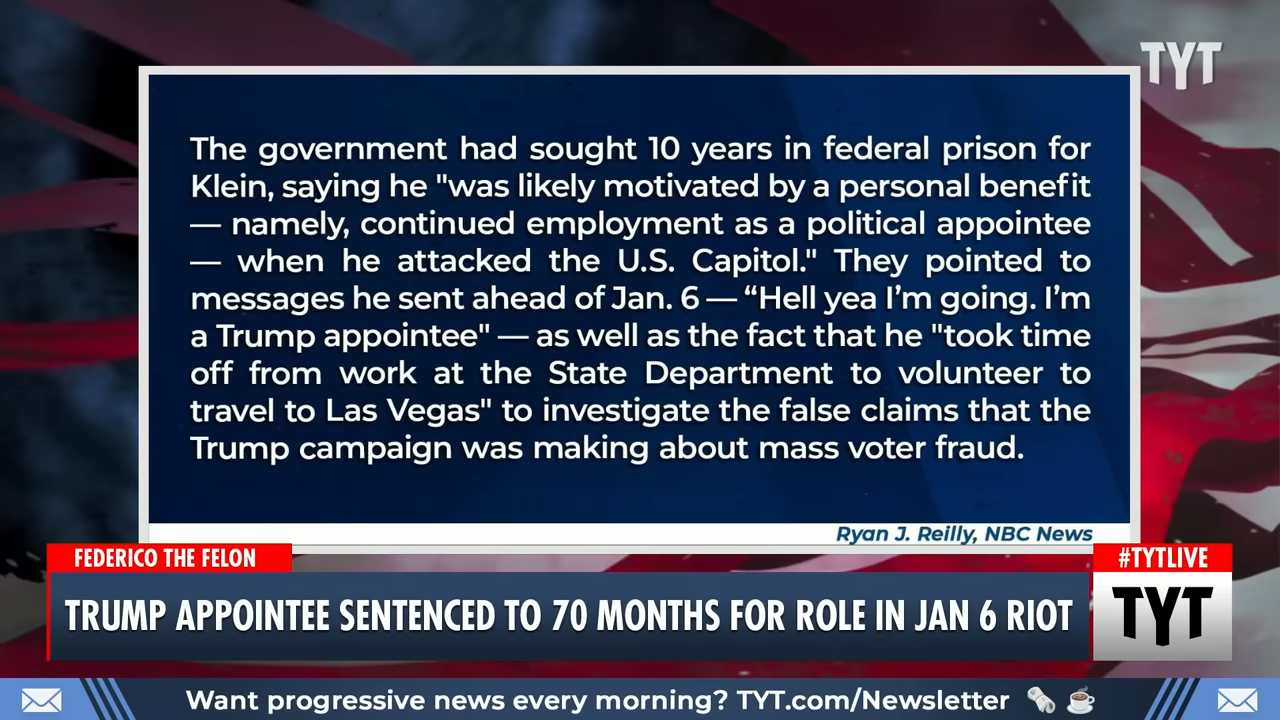 TYT
The government had sought 10 years in federal prison for
Klein, saying he "was likely motivated by a personal benefit
— namely, continued employment as a political appointee
— when he attacked the U.S. Capitol." They pointed to
messages he sent ahead of Jan. 6 — “Hell yea I’m going. I’m
a Trump appointee" — as well as the fact that he "took time
off from work at the State Department to volunteer to
travel to Las Vegas" to investigate the false claims that the
Trump campaign was making about mass voter fraud.
Ryan J. Reilly, NBC News
FEDERICO THE FELON
#TYTLIVE
TRUMP APPOINTEE SENTENCED TO 70 MONTHS FOR ROLE IN JAN 6 RIOT
TYT
Want progressive news every morning? TYT.com/Newsletter